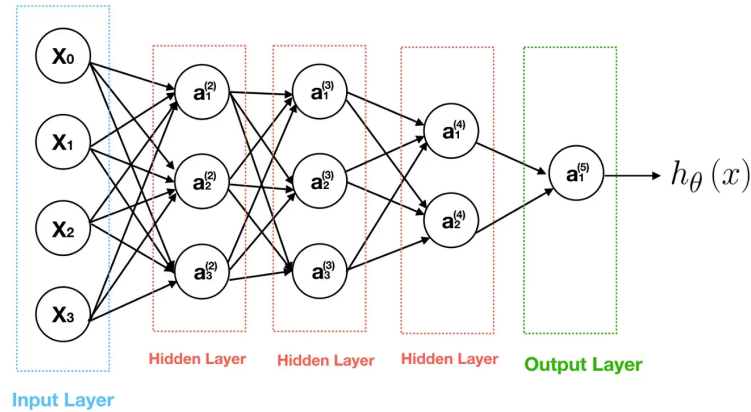 X₀
X₁
X₂
X₃
a₁⁽²⁾
a₂⁽²⁾
a₃⁽²⁾
a₁⁽³⁾
a₂⁽³⁾
a₃⁽³⁾
a₁⁽⁴⁾
a₂⁽⁴⁾
a₁⁽⁵⁾
h_θ (x)
Hidden Layer
Hidden Layer
Hidden Layer
Output Layer
Input Layer